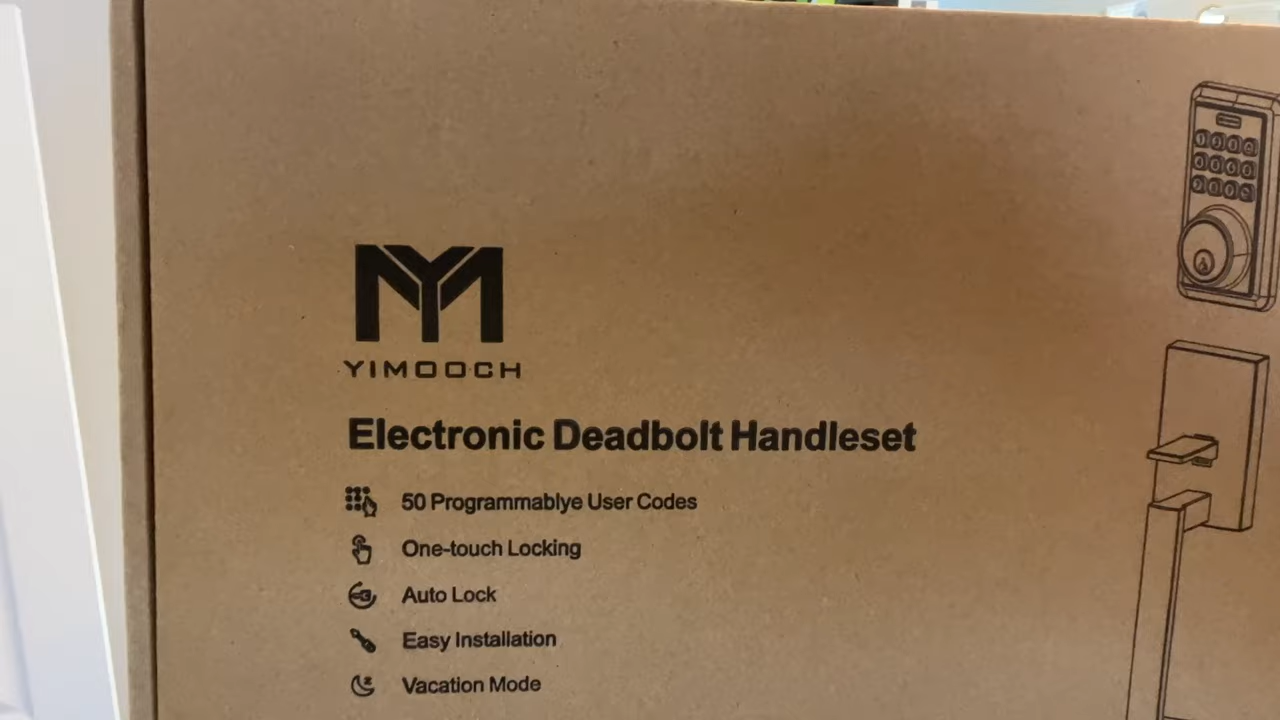 YIMOOCH
Electronic Deadbolt Handleset
50 Programmablye User Codes
One-touch Locking
Auto Lock
Easy Installation
Vacation Mode